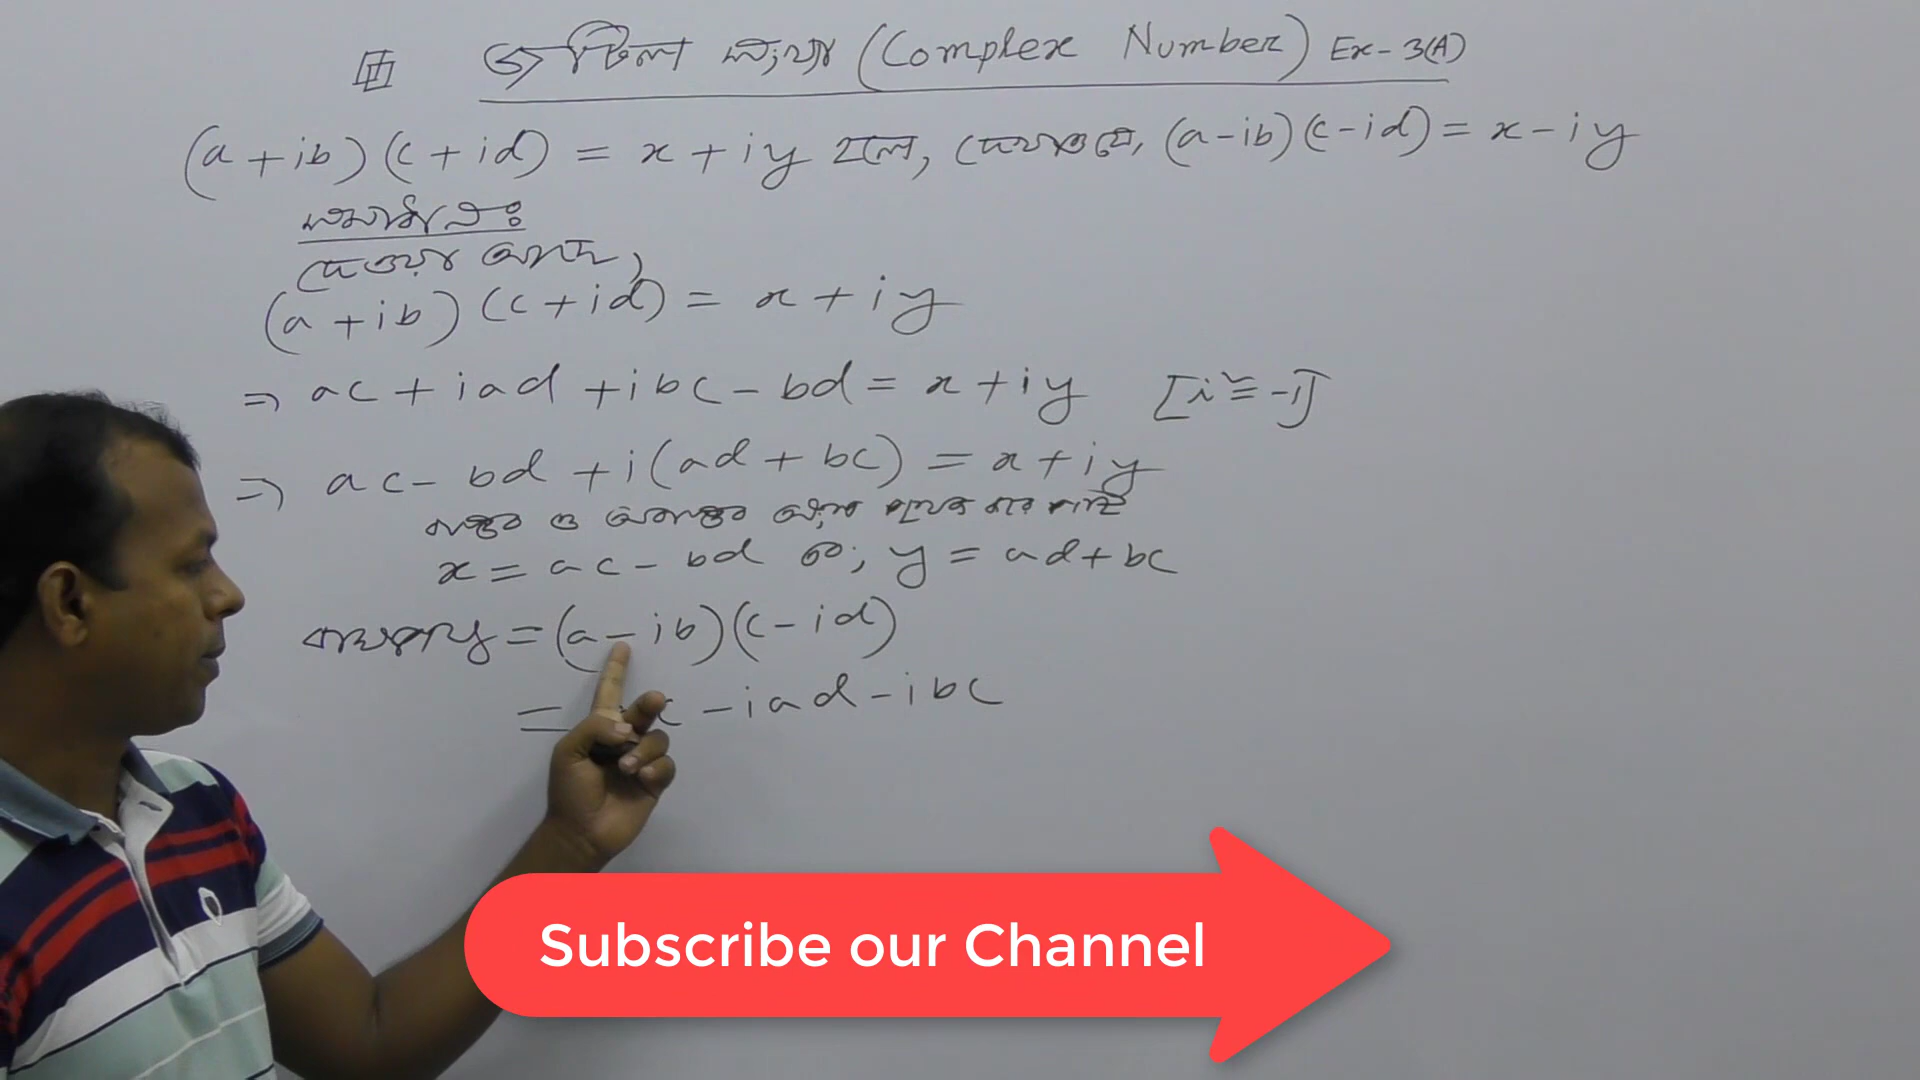 জটিল সংখ্যা (Complex Number) Ex-3(A)
(a+ib)(c+id) = x+iy হলে, দেখাও যে, (a-ib)(c-id) = x-iy
সমাধানঃ
দেওয়া আছে,
(a+ib)(c+id) = x+iy
⇒ ac+iad+ibc-bd = x+iy [i² = -1]
⇒ ac-bd+i(ad+bc) = x+iy
বাস্তব ও অবাস্তব অংশ পৃথক করে পাই
x = ac-bd ও; y = ad+bc
বামপক্ষ = (a-ib)(c-id)
= ac-iad-ibc
Subscribe our Channel